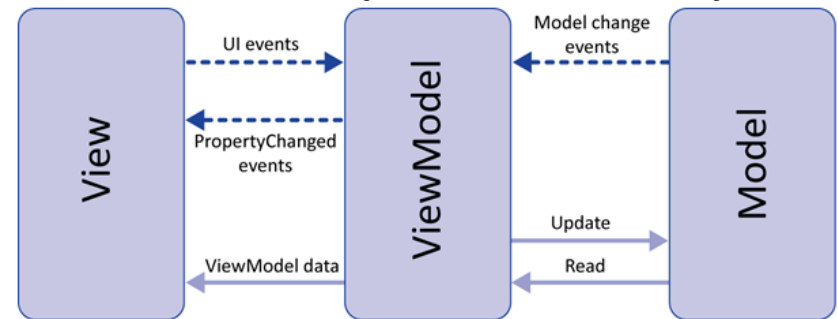 View
UI events
PropertyChanged
events
ViewModel data
ViewModel
Model change
events
Update
Read
Model